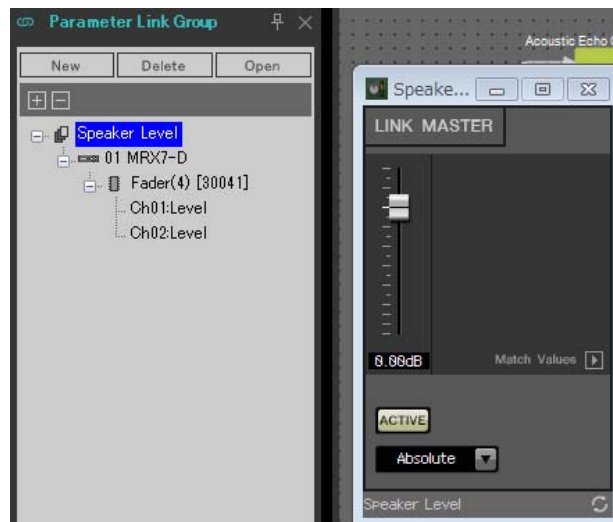 Parameter Link Group
New Delete Open
Speaker Level
01 MRX7-D
Fader(4) [30041]
Ch01:Level
Ch02:Level
Acoustic Echo
Speake...
LINK MASTER
0.00dB
Match Values
ACTIVE
Absolute
Speaker Level